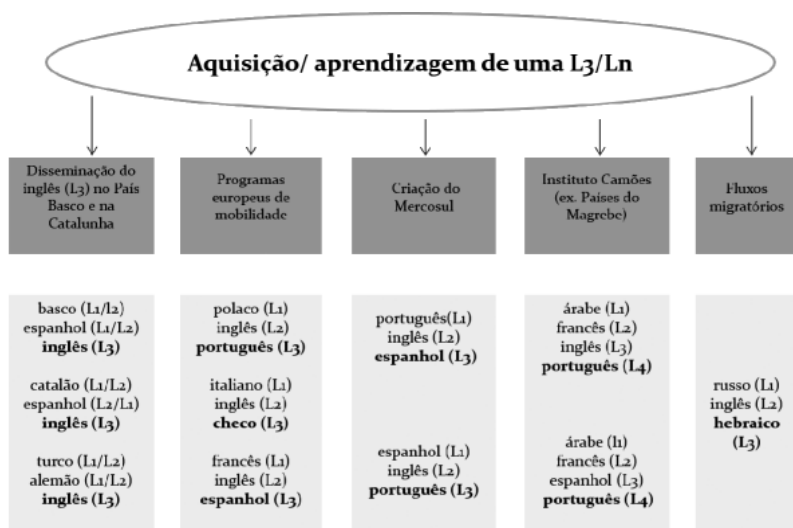 Aquisição/ aprendizagem de uma L3/Ln
Disseminação do
inglês (L3) no País
Basco e na
Catalunha
Programas
europeus de
mobilidade
Criação do
Mercosul
Instituto Camões
(ex. Países do
Magrebe)
Fluxos
migratórios
basco (L1/l2)
espanhol (L1/L2)
inglês (L3)
catalão (L1/L2)
espanhol (L2/L1)
inglês (L3)
turco (L1/L2)
alemão (L1/L2)
inglês (L3)
polaco (L1)
inglês (L2)
português (L3)
italiano (L1)
inglês (L2)
checo (L3)
francês (L1)
inglês (L2)
espanhol (L3)
português(L1)
inglês (L2)
espanhol (L3)
espanhol (L1)
inglês (L2)
português (L3)
árabe (L1)
francês (L2)
inglês (L3)
português (L4)
árabe (l1)
francês (L2)
espanhol (L3)
português (L4)
russo (L1)
inglês (L2)
hebraico
(L3)